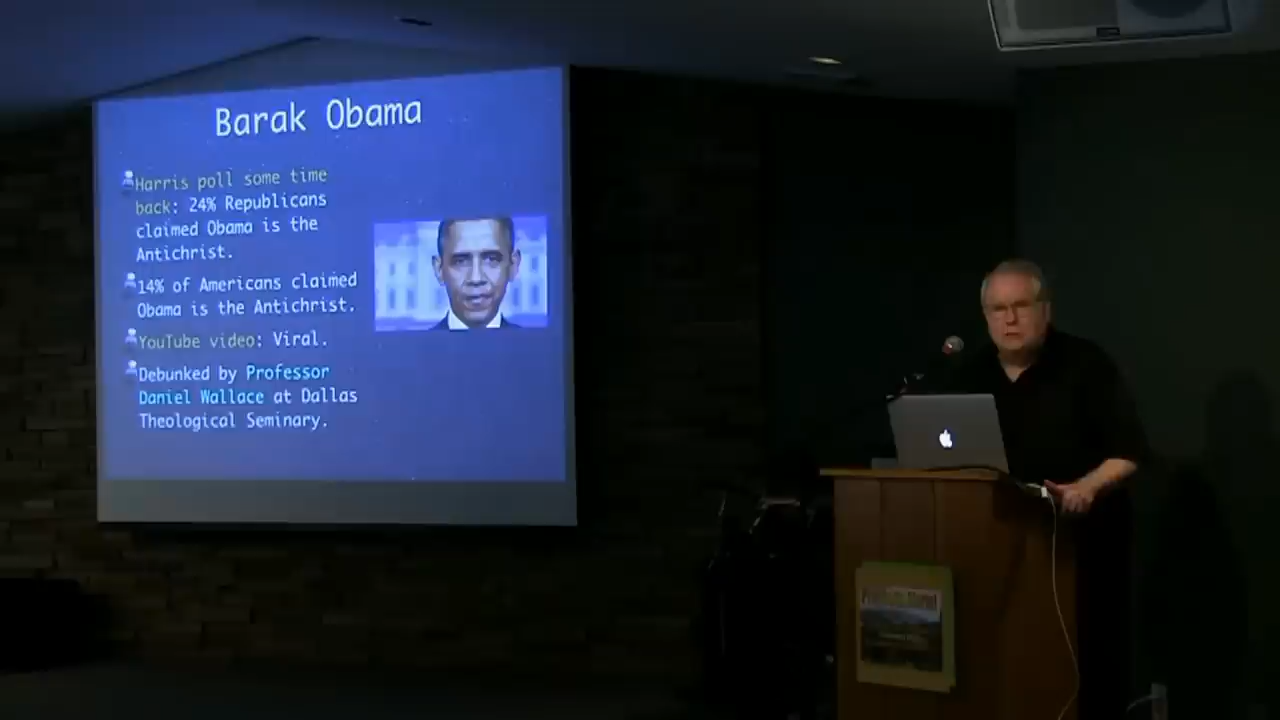 Barak Obama
Harris poll some time
back: 24% Republicans
claimed Obama is the
Antichrist.
14% of Americans claimed
Obama is the Antichrist.
YouTube video: Viral.
Debunked by Professor
Daniel Wallace at Dallas
Theological Seminary.